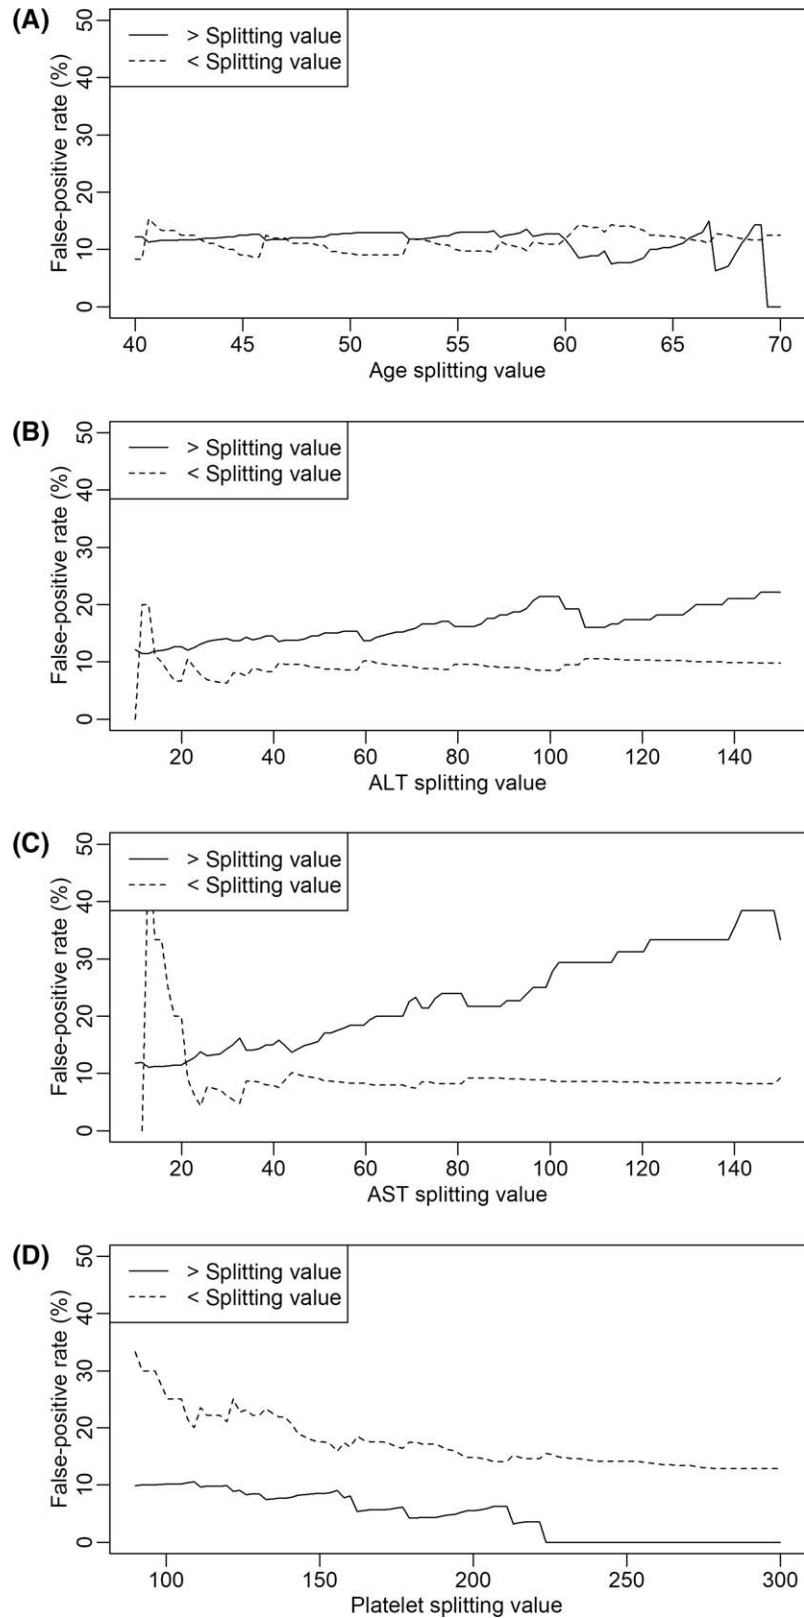 (A)
> Splitting value
< Splitting value
False-positive rate (%)
0 10 20 30 40 50
40 45 50 55 60 65 70
Age splitting value
(B)
> Splitting value
< Splitting value
False-positive rate (%)
0 10 20 30 40 50
20 40 60 80 100 120 140
ALT splitting value
(C)
> Splitting value
< Splitting value
False-positive rate (%)
0 10 20 30 40 50
20 40 60 80 100 120 140
AST splitting value
(D)
> Splitting value
< Splitting value
False-positive rate (%)
0 10 20 30 40 50
100 150 200 250 300
Platelet splitting value